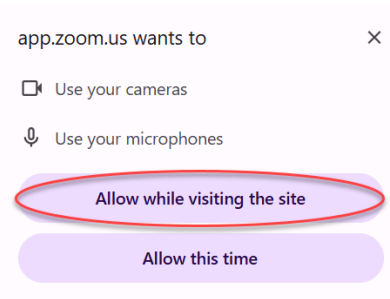 app.zoom.us wants to
Use your cameras
Use your microphones
Allow while visiting the site
Allow this time